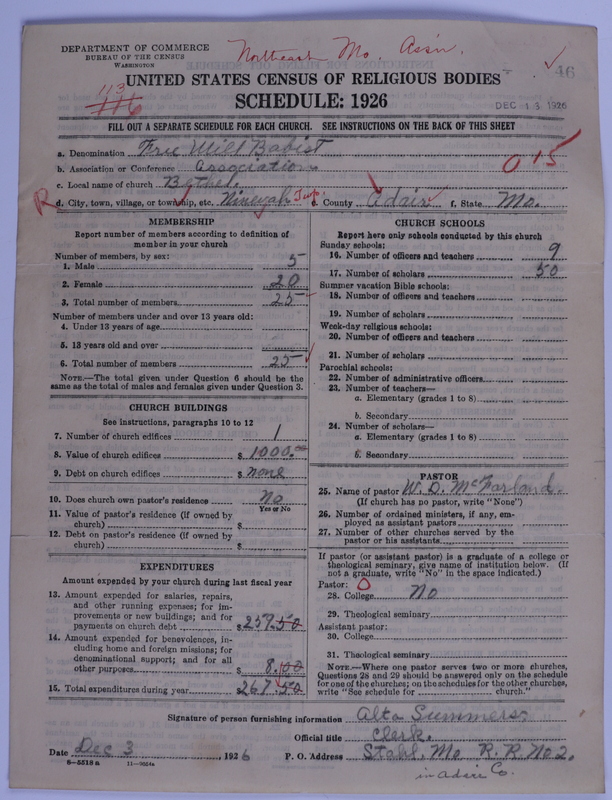 DEPARTMENT OF COMMERCE
BUREAU OF THE CENSUS
WASHINGTON
Northeast Mo. Ass'n.
46
113
116
UNITED STATES CENSUS OF RELIGIOUS BODIES
SCHEDULE: 1926
DEC 13 1926
FILL OUT A SEPARATE SCHEDULE FOR EACH CHURCH. SEE INSTRUCTIONS ON THE BACK OF THIS SHEET
a. Denomination Free Will Babist
b. Association or Conference Association
0 15
c. Local name of church Bythel.
R d. City, town, village, or township, etc. Nineyah Twp. e. County Adair f. State Mo.
MEMBERSHIP
Report number of members according to definition of
member in your church
Number of members, by sex:
1. Male 5
2. Female 20
3. Total number of members 25
Number of members under and over 13 years old:
4. Under 13 years of age
5. 13 years old and over
6. Total number of members 25
NOTE.—The total given under Question 6 should be the
same as the total of males and females given under Question 3.
CHURCH BUILDINGS
See instructions, paragraphs 10 to 12
7. Number of church edifices 1
8. Value of church edifices $ 1000.00
9. Debt on church edifices $ none
10. Does church own pastor's residence No
Yes or No
11. Value of pastor's residence (if owned by
church) $
12. Debt on pastor's residence (if owned by
church) $
EXPENDITURES
Amount expended by your church during last fiscal year
13. Amount expended for salaries, repairs,
and other running expenses; for im-
provements or new buildings; and for
payments on church debt $ 259.50
14. Amount expended for benevolences, in-
cluding home and foreign missions; for
denominational support; and for all
other purposes $ 8.00
15. Total expenditures during year $ 267.50
CHURCH SCHOOLS
Report here only schools conducted by this church
Sunday schools:
16. Number of officers and teachers 9
17. Number of scholars 50
Summer vacation Bible schools:
18. Number of officers and teachers
19. Number of scholars
Week-day religious schools:
20. Number of officers and teachers
21. Number of scholars
Parochial schools:
22. Number of administrative officers
23. Number of teachers—
a. Elementary (grades 1 to 8)
b. Secondary
24. Number of scholars—
a. Elementary (grades 1 to 8)
b. Secondary
PASTOR
25. Name of pastor W. O. McFarland.
(If church has no pastor, write "None")
26. Number of ordained ministers, if any, em-
ployed as assistant pastors
27. Number of other churches served by the
pastor or his assistants
If pastor (or assistant pastor) is a graduate of a college or
theological seminary, give name of institution below. (If
not a graduate, write "No" in the space indicated.)
Pastor: O
28. College No
29. Theological seminary
Assistant pastor:
30. College
31. Theological seminary
NOTE.—Where one pastor serves two or more churches,
Questions 28 and 29 should be answered only on the schedule
for one of the churches; on the schedules for the other churches,
write "See schedule for church."
Signature of person furnishing information Alta Summers
Official title Clerk.
Date Dec 3, 1926 P. O. Address Stahl, Mo R. R. No 2.
6—5518a 11—9554a
in Adire Co.